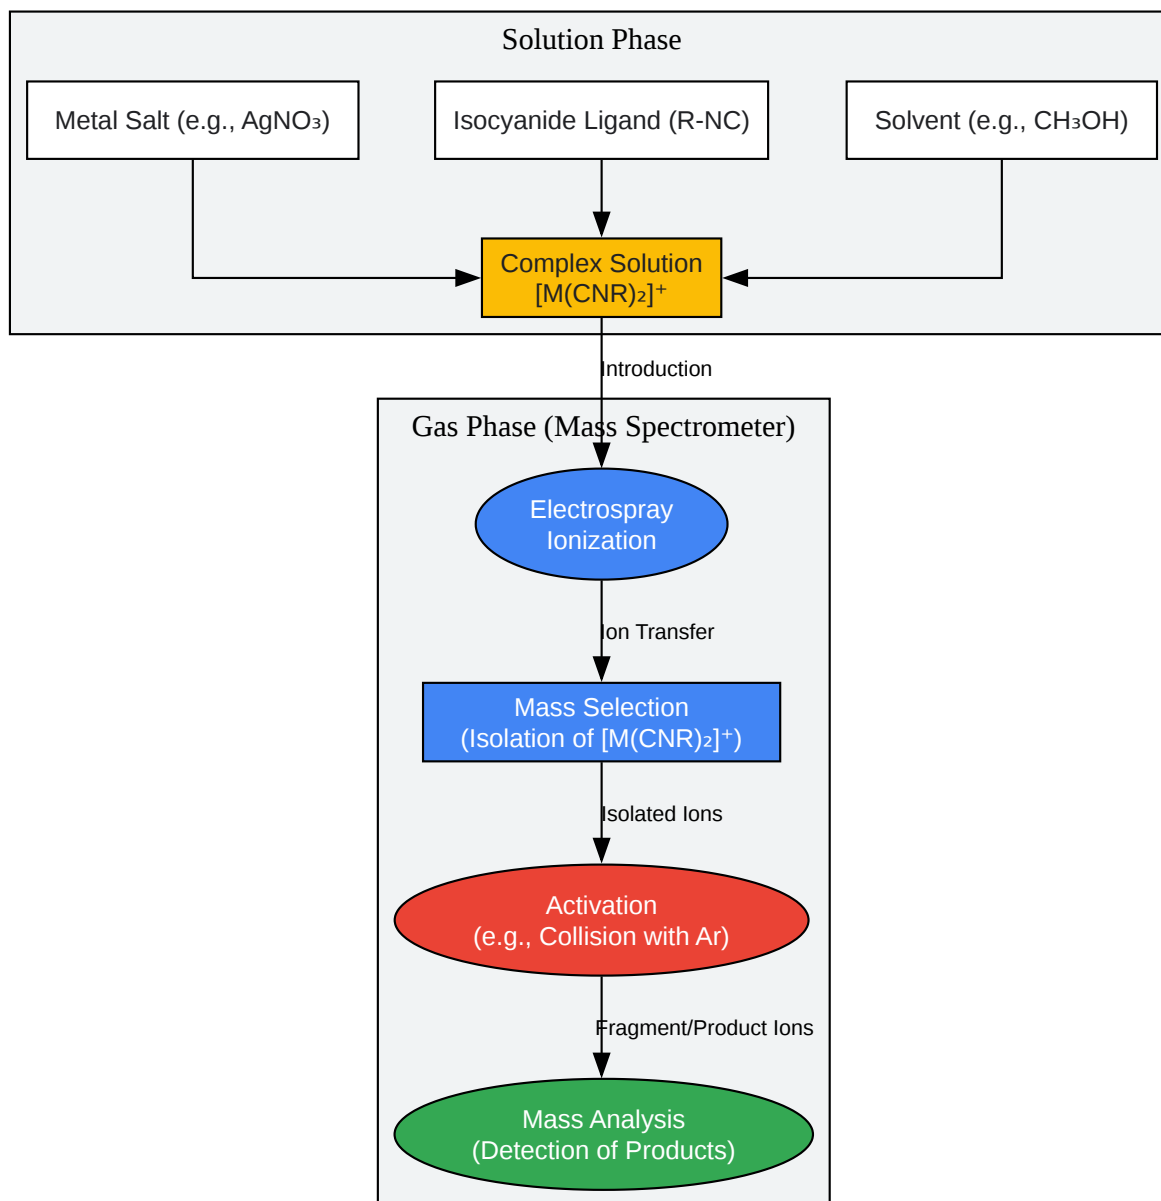 Solution Phase
Metal Salt (e.g., AgNO₃)
Isocyanide Ligand (R-NC)
Solvent (e.g., CH₃OH)
Complex Solution
[M(CNR)₂]⁺
Introduction
Gas Phase (Mass Spectrometer)
Electrospray
Ionization
Ion Transfer
Mass Selection
(Isolation of [M(CNR)₂]⁺)
Isolated Ions
Activation
(e.g., Collision with Ar)
Fragment/Product Ions
Mass Analysis
(Detection of Products)